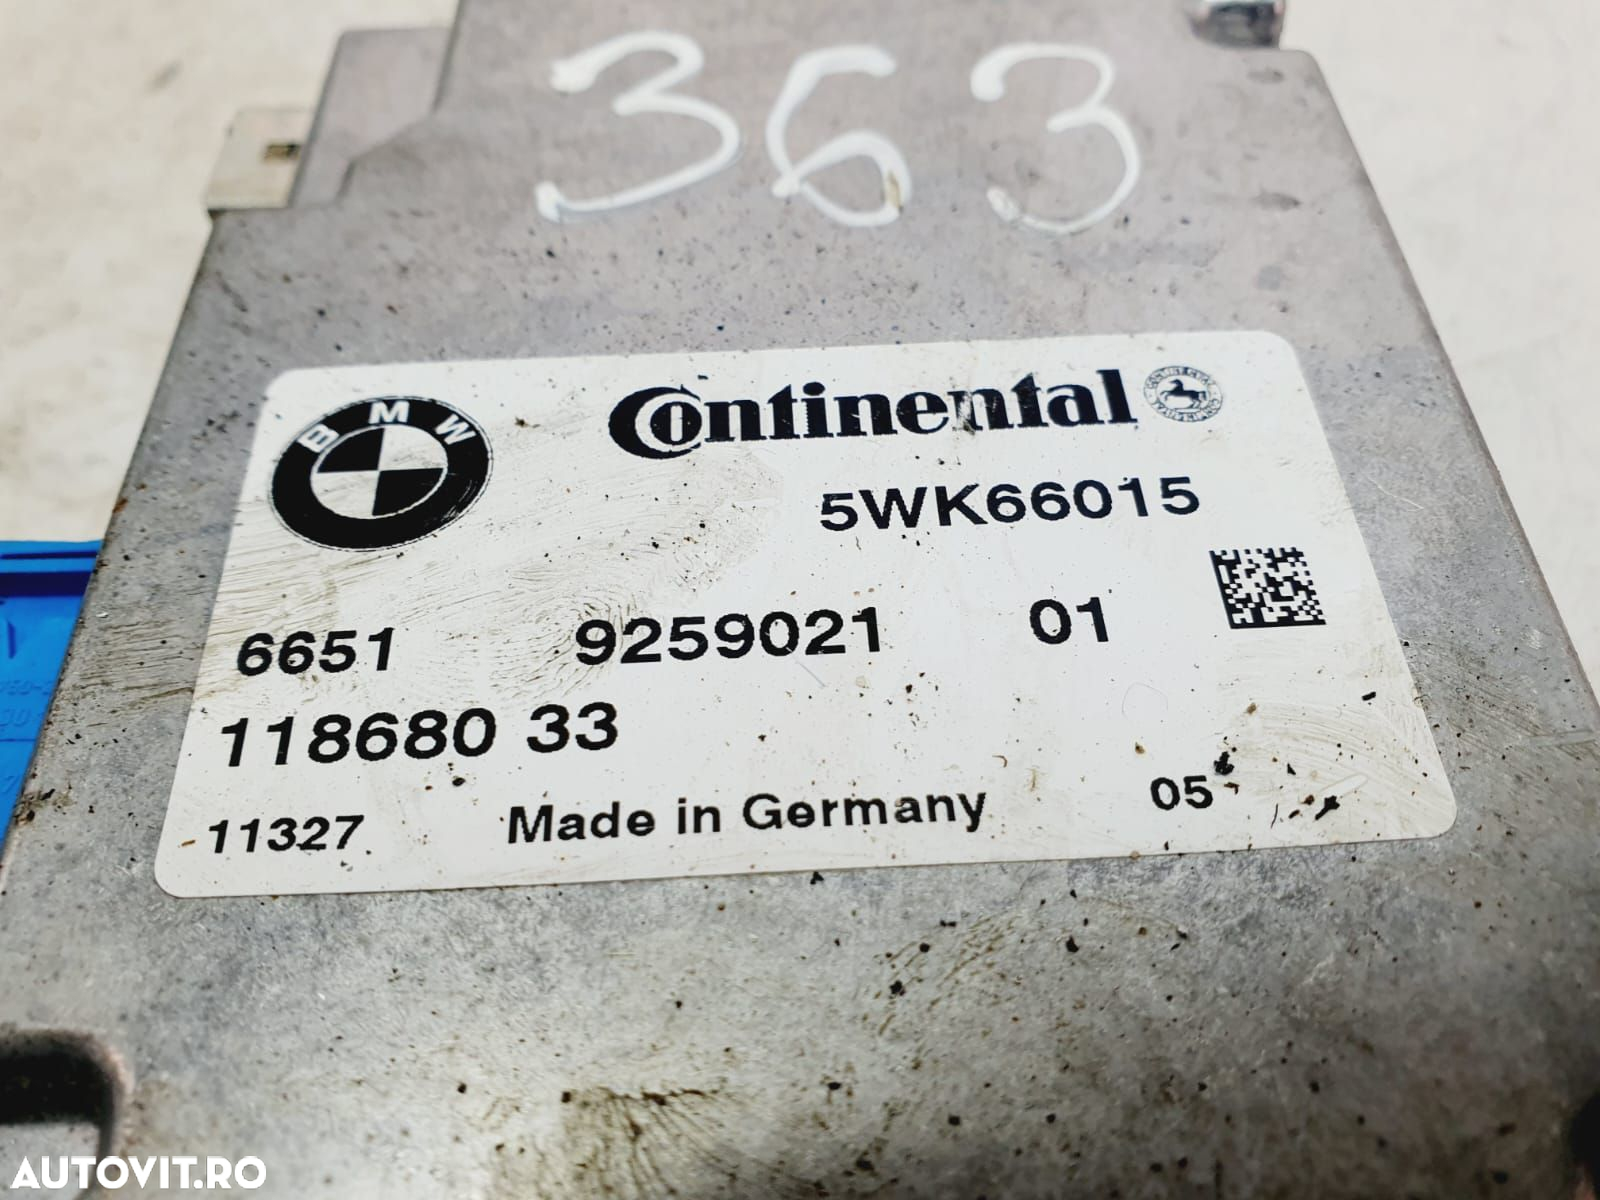 363
BMW
Continental
5WK66015
6651 9259021 01
118680 33
11327 Made in Germany 05
AUTOVIT.RO